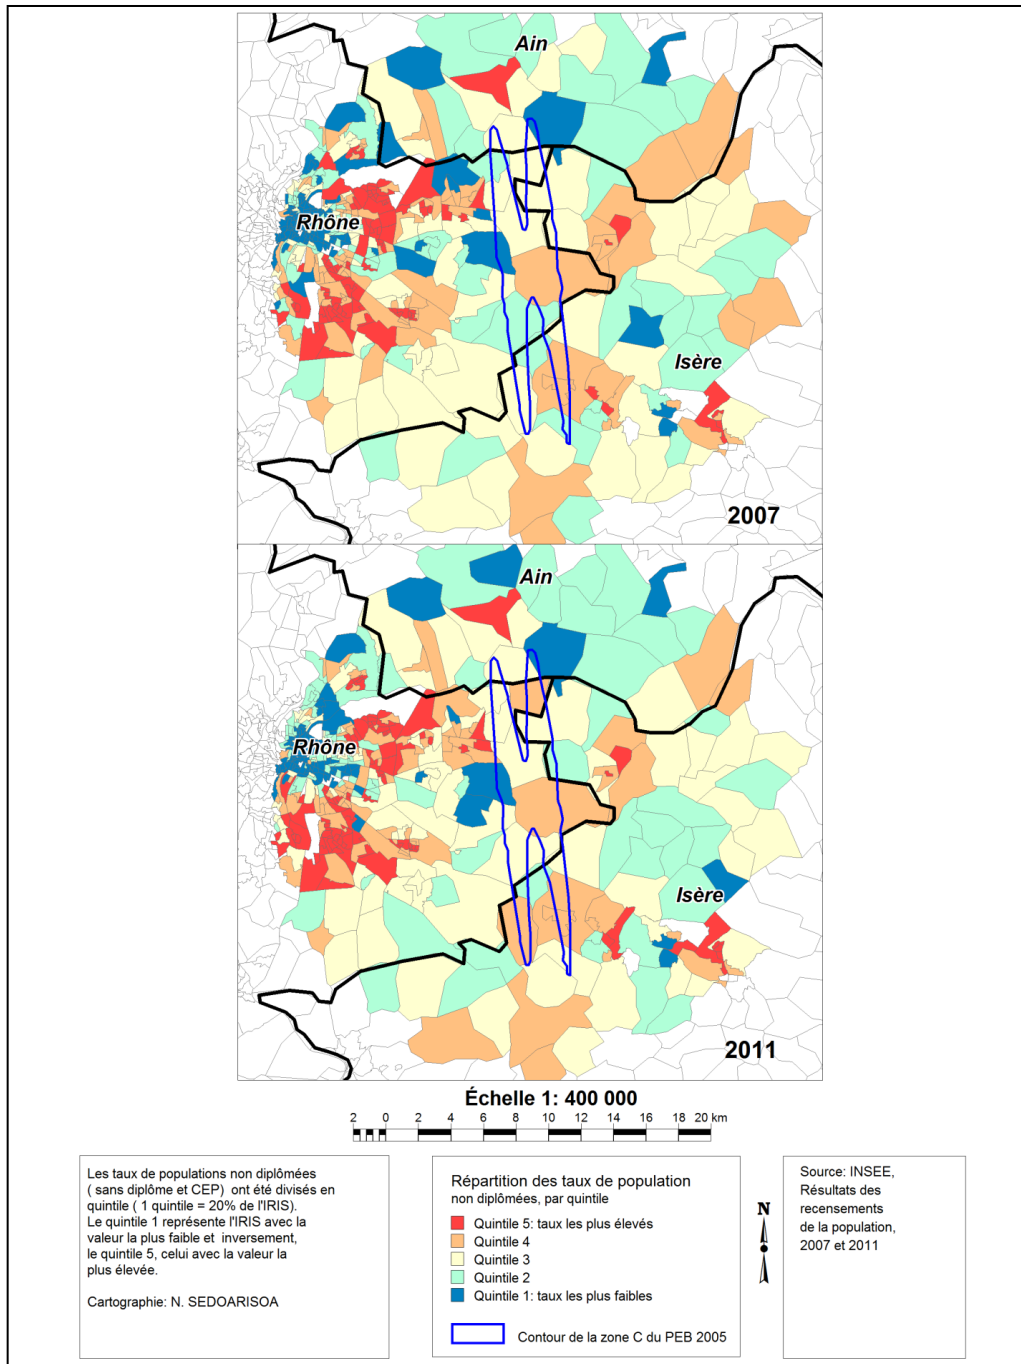 Ain
Rhône
Isère
2007
Ain
Rhône
Isère
2011
Échelle 1: 400 000
2 0 2 4 6 8 10 12 14 16 18 20 km
Les taux de populations non diplômées
( sans diplôme et CEP) ont été divisés en
quintile ( 1 quintile = 20% de l'IRIS).
Le quintile 1 représente l'IRIS avec la
valeur la plus faible et inversement,
le quintile 5, celui avec la valeur la
plus élevée.
Cartographie: N. SEDOARISOA
Répartition des taux de population
non diplômées, par quintile
Quintile 5: taux les plus élevés
Quintile 4
Quintile 3
Quintile 2
Quintile 1: taux les plus faibles
Contour de la zone C du PEB 2005
N
Source: INSEE,
Résultats des
recensements
de la population,
2007 et 2011